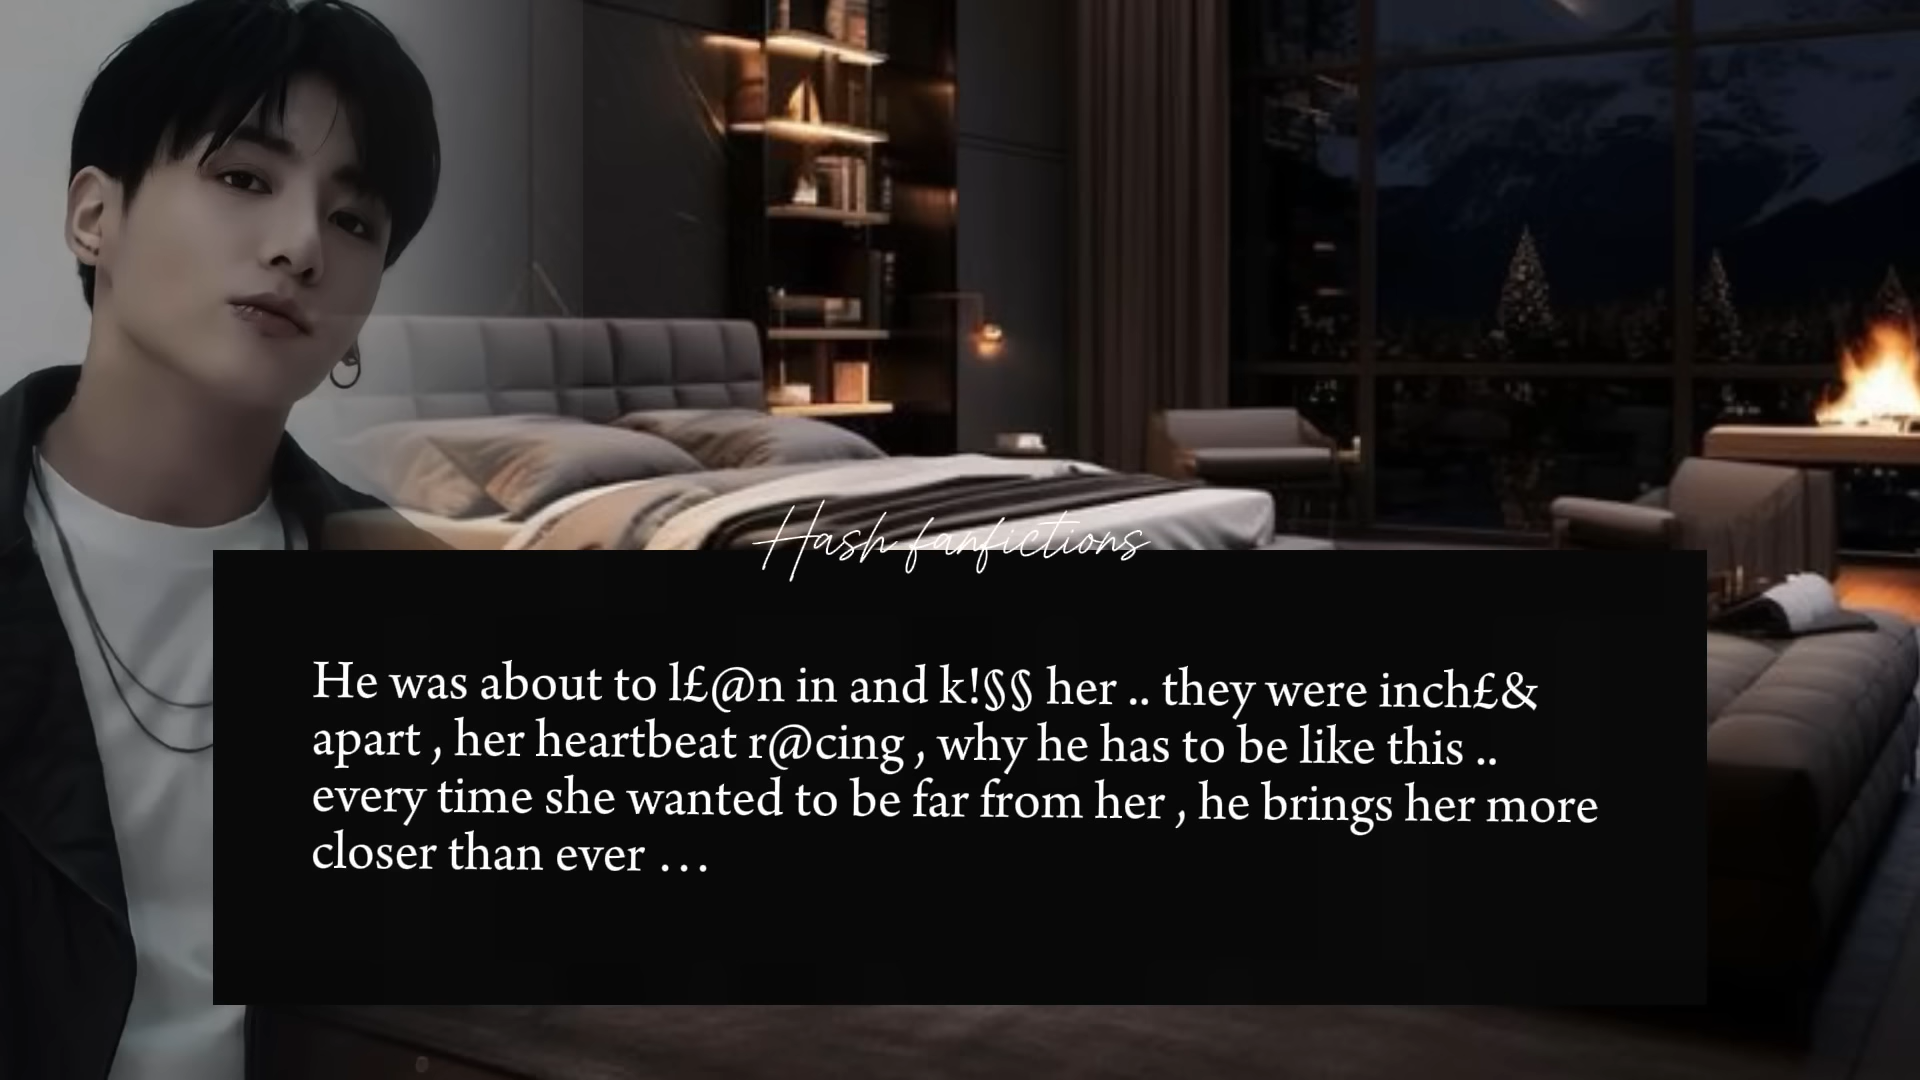 Hash fanfictions
He was about to l£@n in and k!§§ her .. they were inch£&
apart , her heartbeat r@cing , why he has to be like this ..
every time she wanted to be far from her , he brings her more
closer than ever . . .